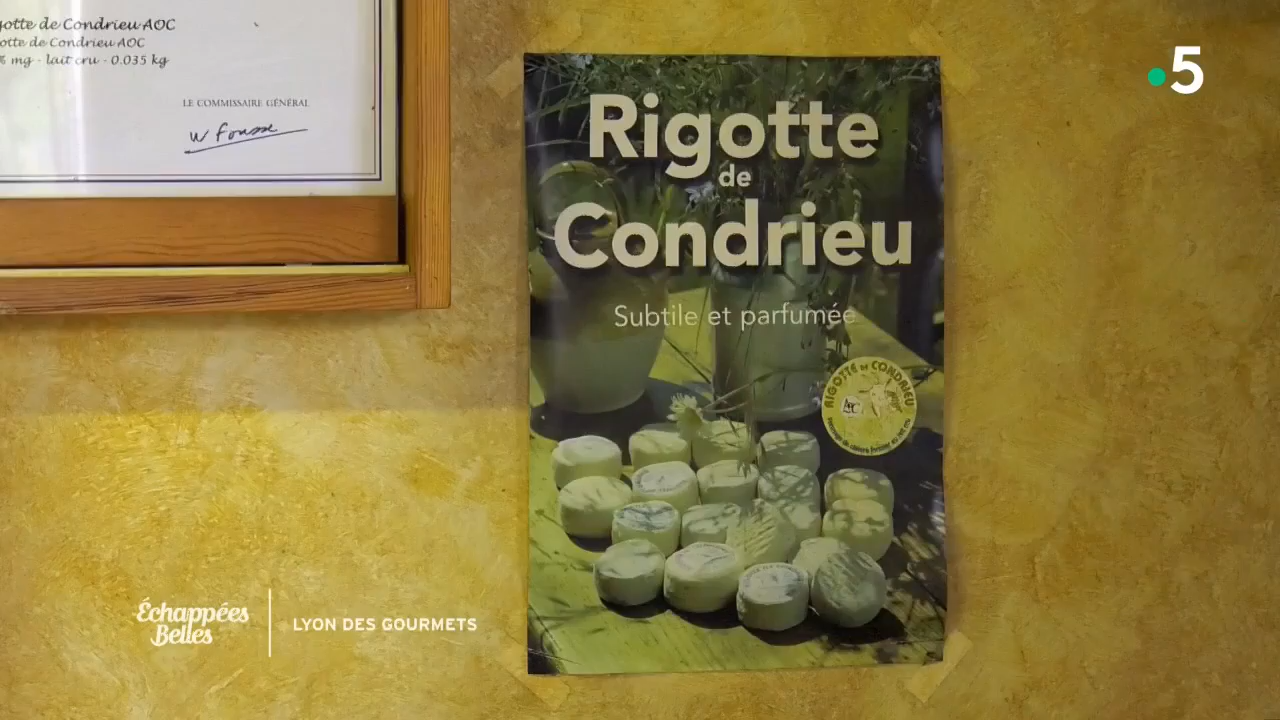 gotte de Condrieu AOC
otte de Condrieu AOC
% mg - lait cru - 0.035 kg
LE COMMISSAIRE GÉNÉRAL
5
Rigotte
de
Condrieu
Subtile et parfumée
RIGOTTE DE CONDRIEU
Échappées
Belles
LYON DES GOURMETS